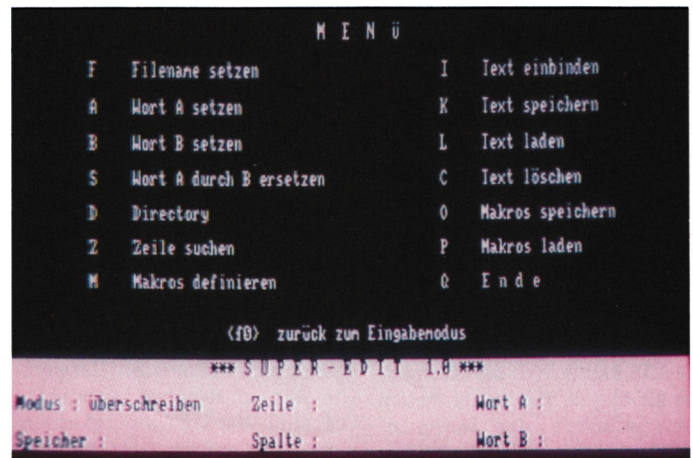 M E N Ü
F Filename setzen I Text einbinden
A Wort A setzen K Text speichern
B Wort B setzen L Text laden
S Wort A durch B ersetzen C Text löschen
D Directory O Makros speichern
Z Zeile suchen P Makros laden
M Makros definieren Q E n d e
<f0> zurück zum Eingabemodus
*** S U P E R - E D I T 1.0 ***
Modus : überschreiben Zeile : Wort A :
Speicher : Spalte : Wort B :